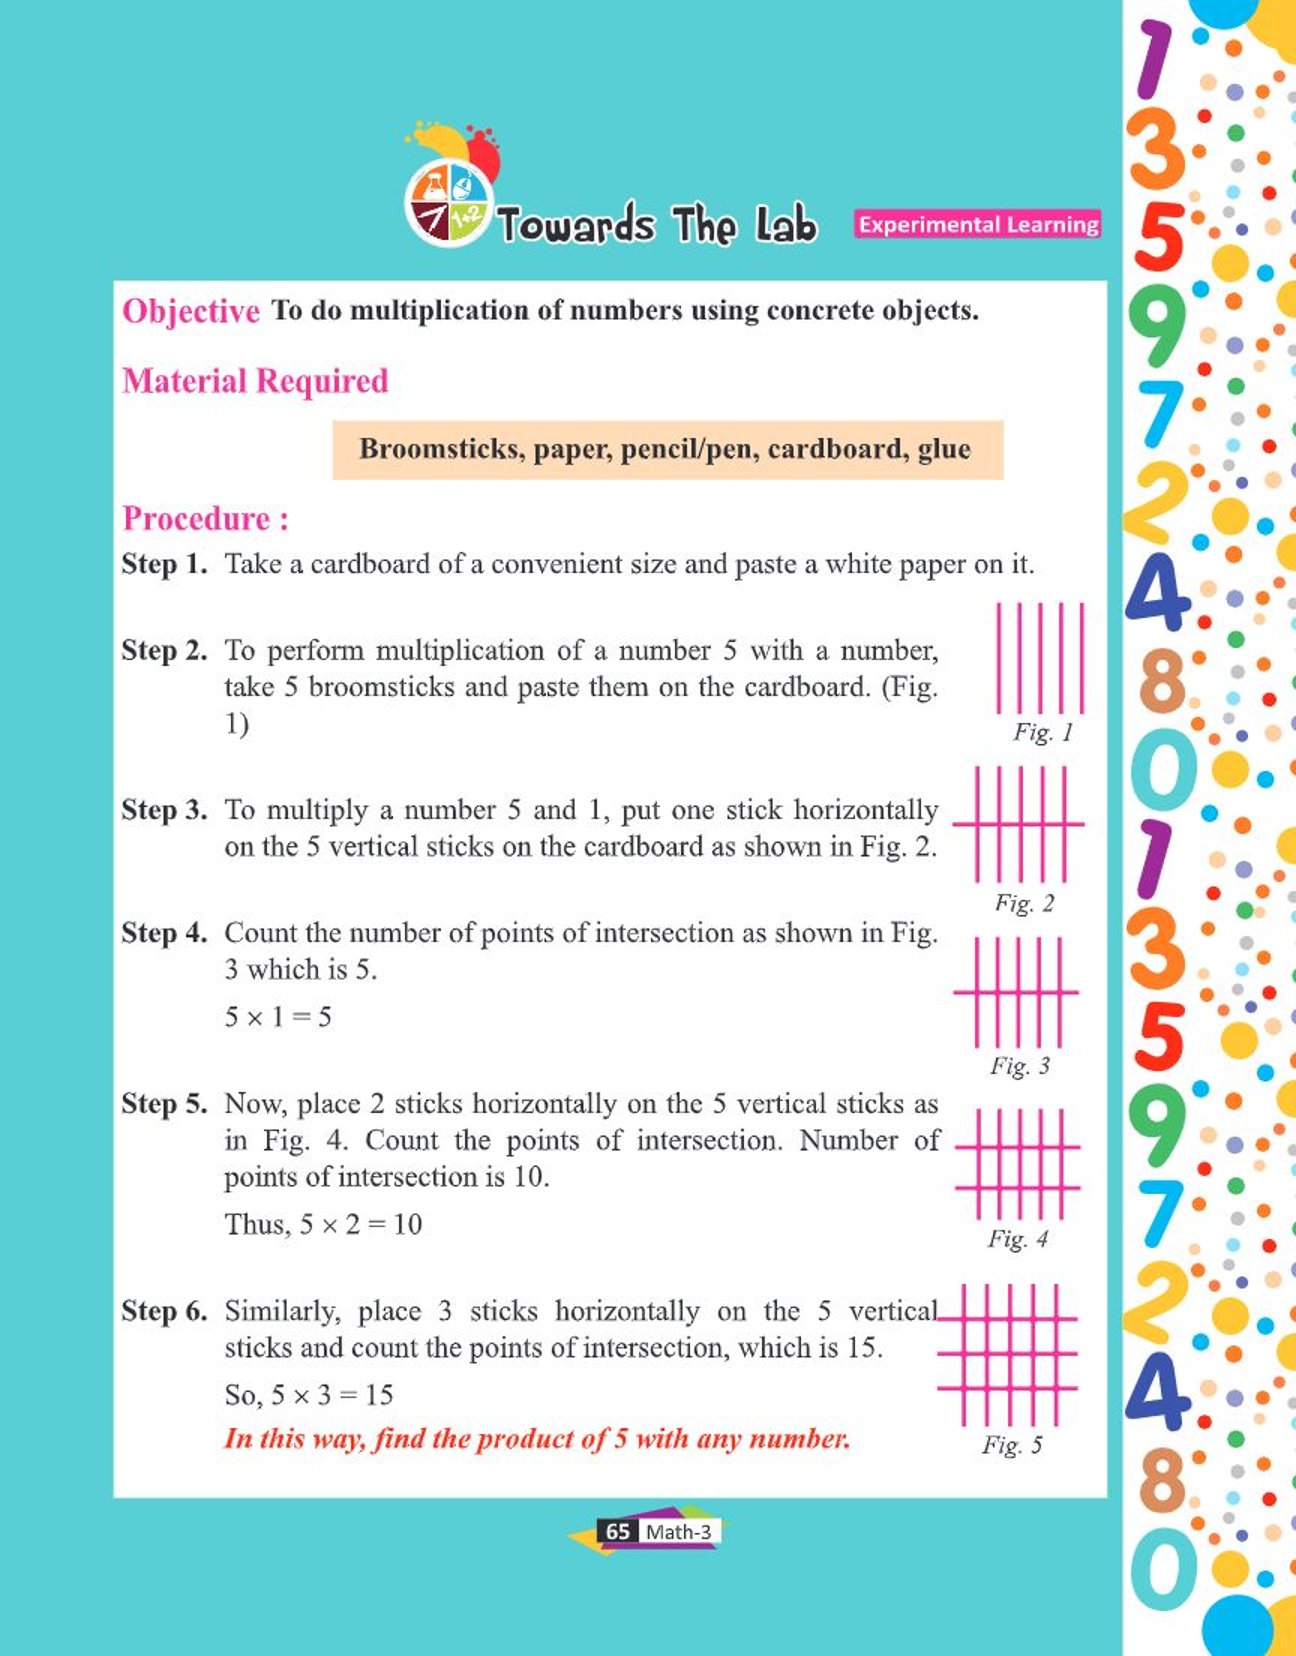 Towards The Lab
Experimental Learning
Objective To do multiplication of numbers using concrete objects.
Material Required
Broomsticks, paper, pencil/pen, cardboard, glue
Procedure :
Step 1. Take a cardboard of a convenient size and paste a white paper on it.
Step 2. To perform multiplication of a number 5 with a number,
take 5 broomsticks and paste them on the cardboard. (Fig.
1)
Fig. 1
Step 3. To multiply a number 5 and 1, put one stick horizontally
on the 5 vertical sticks on the cardboard as shown in Fig. 2.
Fig. 2
Step 4. Count the number of points of intersection as shown in Fig.
3 which is 5.
5 × 1 = 5
Fig. 3
Step 5. Now, place 2 sticks horizontally on the 5 vertical sticks as
in Fig. 4. Count the points of intersection. Number of
points of intersection is 10.
Thus, 5 × 2 = 10
Fig. 4
Step 6. Similarly, place 3 sticks horizontally on the 5 vertical
sticks and count the points of intersection, which is 15.
So, 5 × 3 = 15
In this way, find the product of 5 with any number.
Fig. 5
65 Math-3
1
3
5
9
7
2
4
8
0
1
3
5
9
7
2
4
8
0
1+2